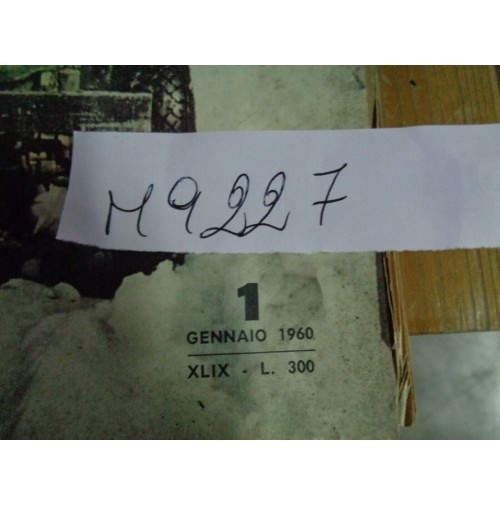 M9227
1
GENNAIO 1960
XLIX - L. 300